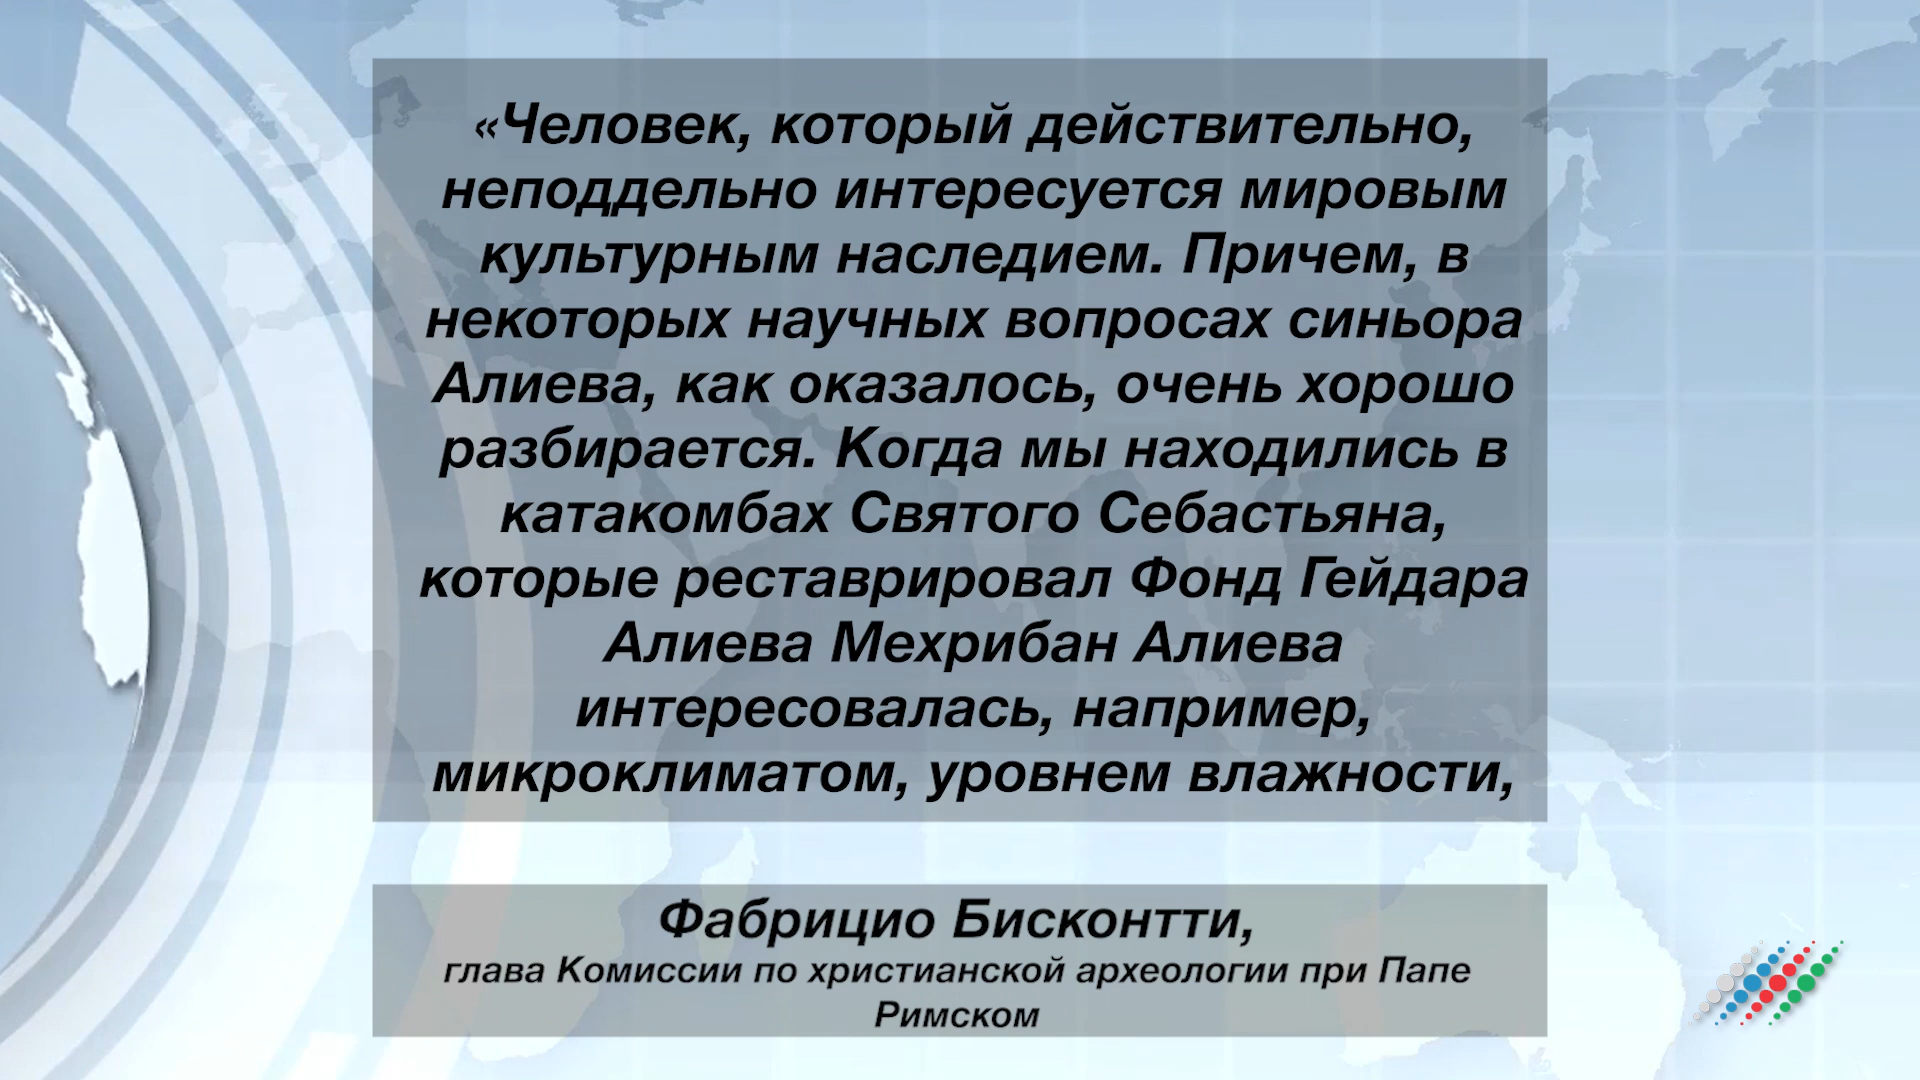 «Человек, который действительно,
неподдельно интересуется мировым
культурным наследием. Причем, в
некоторых научных вопросах синьора
Алиева, как оказалось, очень хорошо
разбирается. Когда мы находились в
катакомбах Святого Себастьяна,
которые реставрировал Фонд Гейдара
Алиева Мехрибан Алиева
интересовалась, например,
микроклиматом, уровнем влажности,
Фабрицио Бисконтти,
глава Комиссии по христианской археологии при Папе
Римском